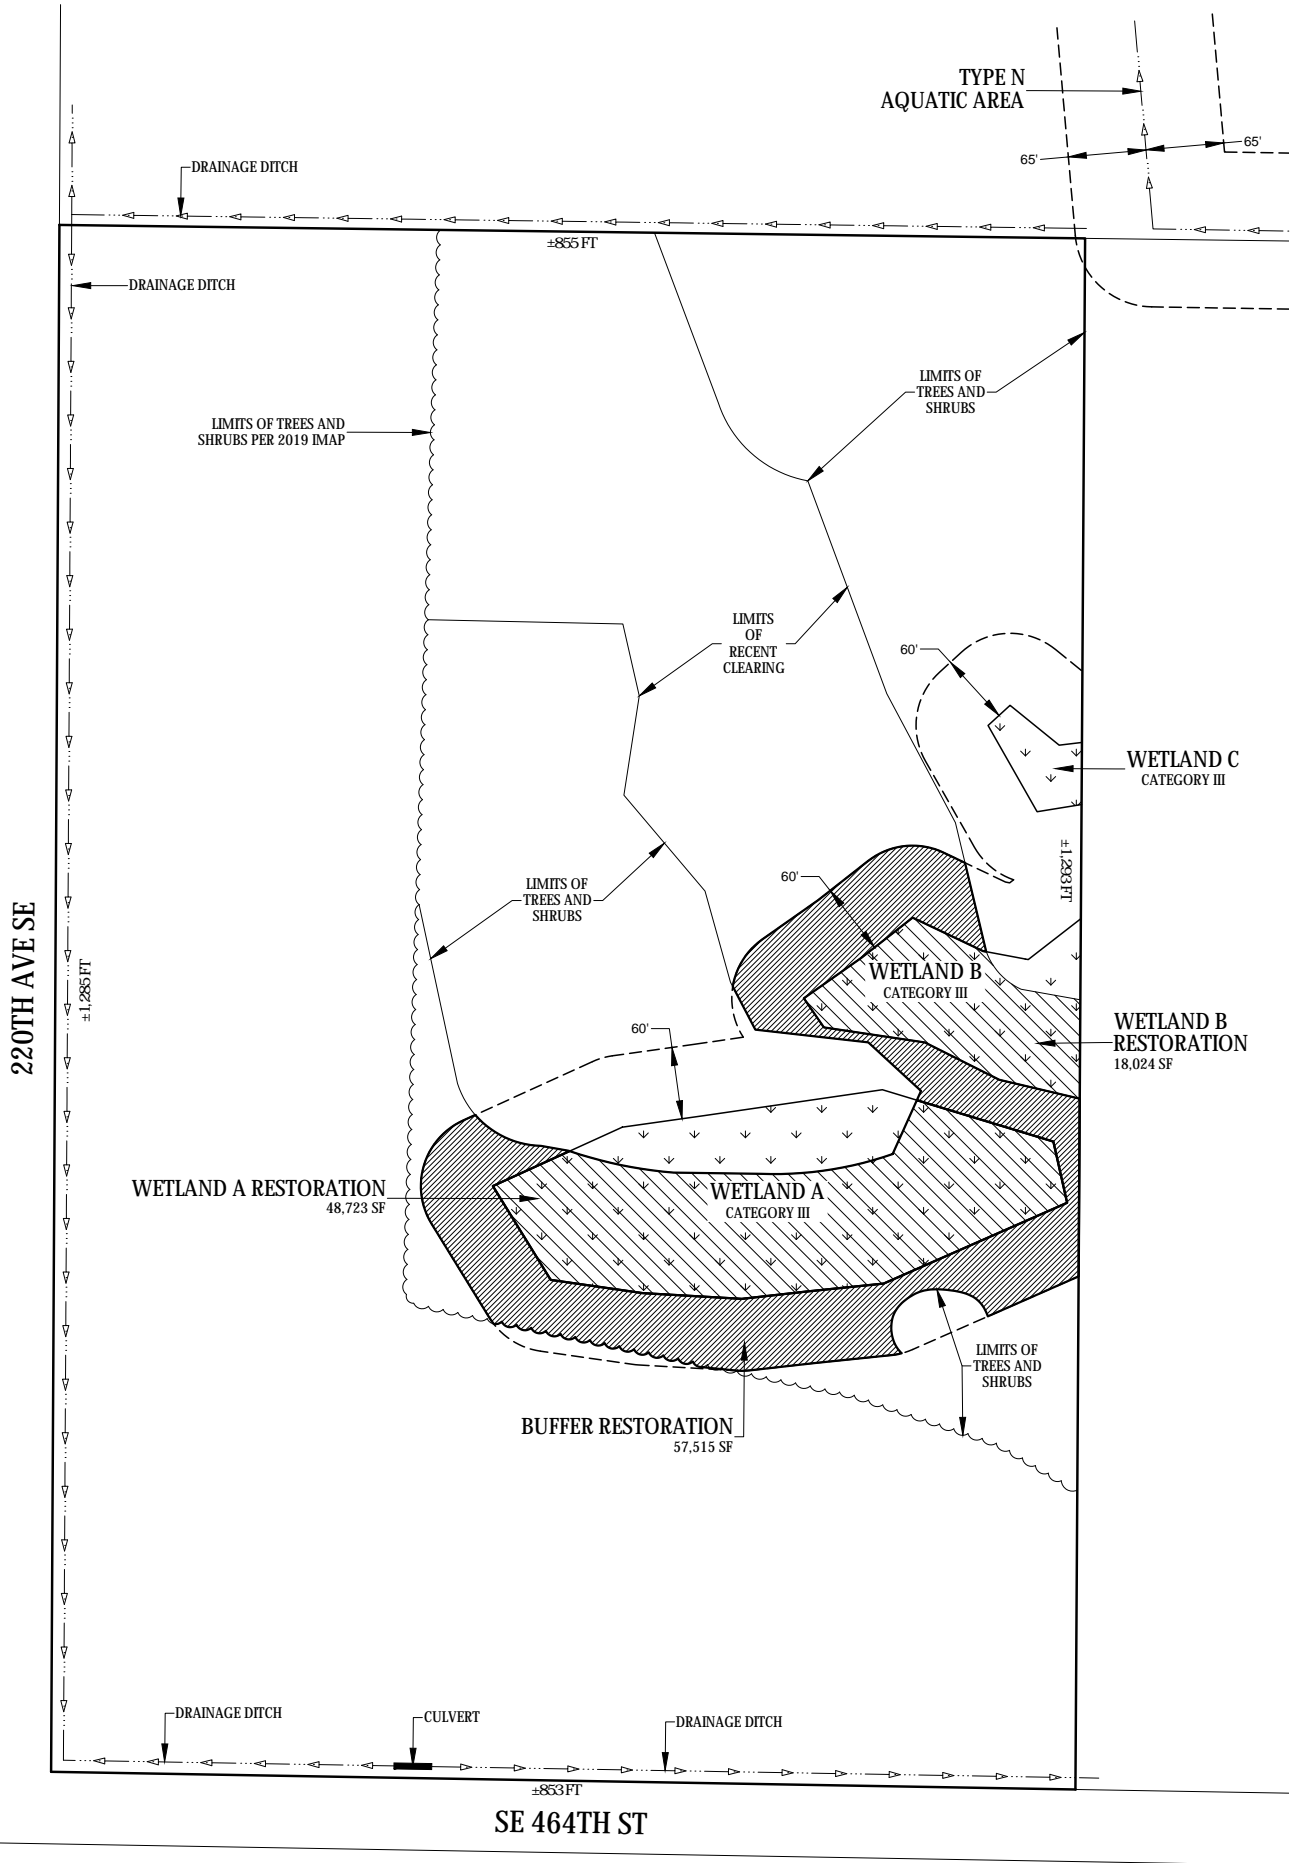 TYPE N
AQUATIC AREA
65'
65'
DRAINAGE DITCH
±855 FT
DRAINAGE DITCH
LIMITS OF
TREES AND
SHRUBS
LIMITS OF TREES AND
SHRUBS PER 2019 IMAP
LIMITS
OF
RECENT
CLEARING
60'
WETLAND C
CATEGORY III
±1,293 FT
60'
LIMITS OF
TREES AND
SHRUBS
220TH AVE SE
±1,285 FT
WETLAND B
CATEGORY III
WETLAND B
RESTORATION
18,024 SF
60'
WETLAND A RESTORATION
48,723 SF
WETLAND A
CATEGORY III
LIMITS OF
TREES AND
SHRUBS
BUFFER RESTORATION
57,515 SF
DRAINAGE DITCH
CULVERT
DRAINAGE DITCH
±853 FT
SE 464TH ST